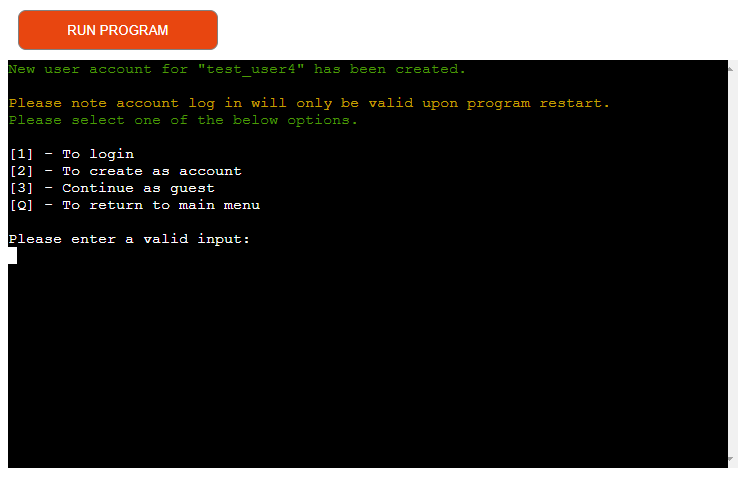 RUN PROGRAM
New user account for "test_user4" has been created.
Please note account log in will only be valid upon program restart.
Please select one of the below options.
[1] - To login
[2] - To create as account
[3] - Continue as guest
[Q] - To return to main menu
Please enter a valid input: